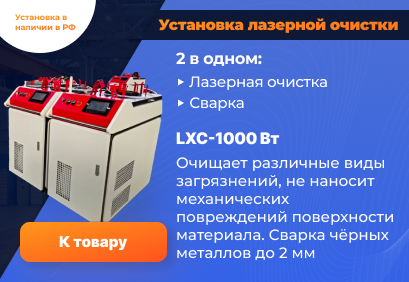 Установка в
наличии в РФ
Установка лазерной очистки
2 в одном:
Лазерная очистка
Сварка
LXC-1000 Вт
Очищает различные виды
загрязнений, не наносит
механических
повреждений поверхности
материала. Сварка чёрных
металлов до 2 мм
К товару